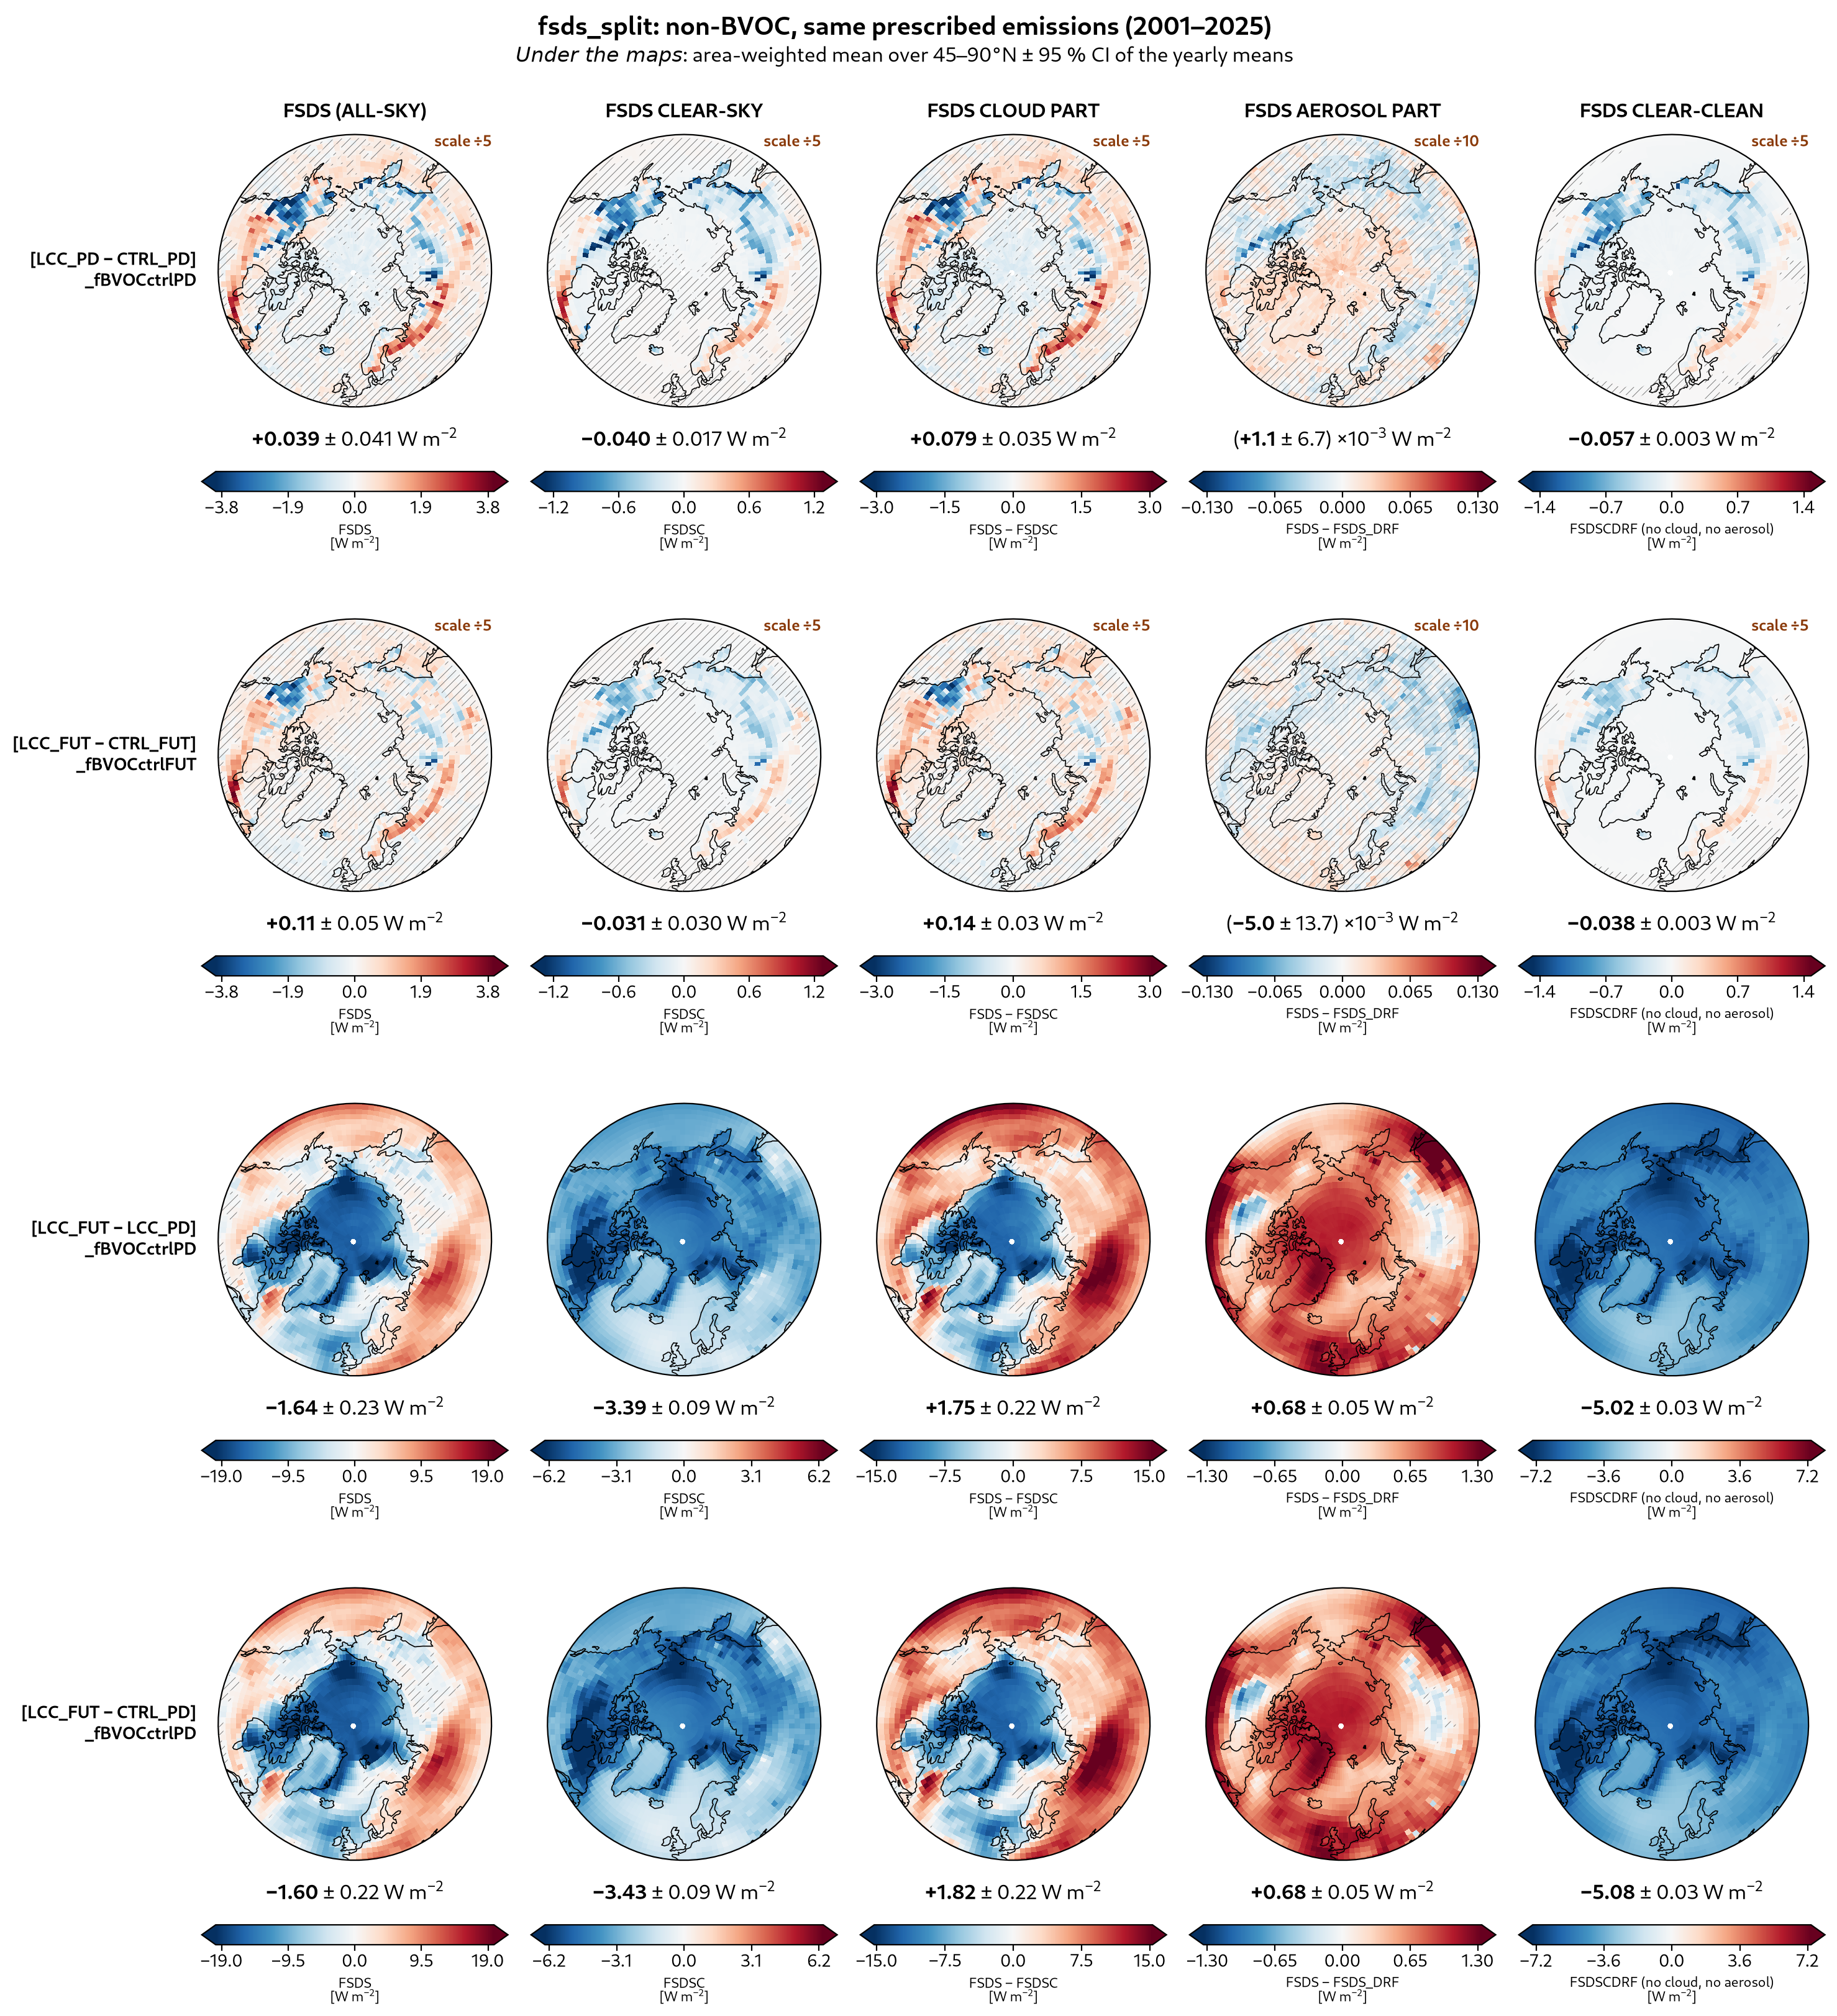 fsds_split: non-BVOC, same prescribed emissions (2001–2025)
Under the maps: area-weighted mean over 45–90°N ± 95 % CI of the yearly means
FSDS (ALL-SKY) FSDS CLEAR-SKY FSDS CLOUD PART FSDS AEROSOL PART FSDS CLEAR-CLEAN
scale ÷5 scale ÷5 scale ÷5 scale ÷10 scale ÷5
[LCC_PD − CTRL_PD]
_fBVOCctrlPD
+0.039 ± 0.041 W m⁻² −0.040 ± 0.017 W m⁻² +0.079 ± 0.035 W m⁻² (+1.1 ± 6.7) ×10⁻³ W m⁻² −0.057 ± 0.003 W m⁻²
−3.8 −1.9 0.0 1.9 3.8 −1.2 −0.6 0.0 0.6 1.2 −3.0 −1.5 0.0 1.5 3.0 −0.130 −0.065 0.000 0.065 0.130 −1.4 −0.7 0.0 0.7 1.4
FSDS FSDSC FSDS − FSDSC FSDS − FSDS_DRF FSDSCDRF (no cloud, no aerosol)
[W m⁻²] [W m⁻²] [W m⁻²] [W m⁻²] [W m⁻²]
scale ÷5 scale ÷5 scale ÷5 scale ÷10 scale ÷5
[LCC_FUT − CTRL_FUT]
_fBVOCctrlFUT
+0.11 ± 0.05 W m⁻² −0.031 ± 0.030 W m⁻² +0.14 ± 0.03 W m⁻² (−5.0 ± 13.7) ×10⁻³ W m⁻² −0.038 ± 0.003 W m⁻²
−3.8 −1.9 0.0 1.9 3.8 −1.2 −0.6 0.0 0.6 1.2 −3.0 −1.5 0.0 1.5 3.0 −0.130 −0.065 0.000 0.065 0.130 −1.4 −0.7 0.0 0.7 1.4
FSDS FSDSC FSDS − FSDSC FSDS − FSDS_DRF FSDSCDRF (no cloud, no aerosol)
[W m⁻²] [W m⁻²] [W m⁻²] [W m⁻²] [W m⁻²]
[LCC_FUT − LCC_PD]
_fBVOCctrlPD
−1.64 ± 0.23 W m⁻² −3.39 ± 0.09 W m⁻² +1.75 ± 0.22 W m⁻² +0.68 ± 0.05 W m⁻² −5.02 ± 0.03 W m⁻²
−19.0 −9.5 0.0 9.5 19.0 −6.2 −3.1 0.0 3.1 6.2 −15.0 −7.5 0.0 7.5 15.0 −1.30 −0.65 0.00 0.65 1.30 −7.2 −3.6 0.0 3.6 7.2
FSDS FSDSC FSDS − FSDSC FSDS − FSDS_DRF FSDSCDRF (no cloud, no aerosol)
[W m⁻²] [W m⁻²] [W m⁻²] [W m⁻²] [W m⁻²]
[LCC_FUT − CTRL_PD]
_fBVOCctrlPD
−1.60 ± 0.22 W m⁻² −3.43 ± 0.09 W m⁻² +1.82 ± 0.22 W m⁻² +0.68 ± 0.05 W m⁻² −5.08 ± 0.03 W m⁻²
−19.0 −9.5 0.0 9.5 19.0 −6.2 −3.1 0.0 3.1 6.2 −15.0 −7.5 0.0 7.5 15.0 −1.30 −0.65 0.00 0.65 1.30 −7.2 −3.6 0.0 3.6 7.2
FSDS FSDSC FSDS − FSDSC FSDS − FSDS_DRF FSDSCDRF (no cloud, no aerosol)
[W m⁻²] [W m⁻²] [W m⁻²] [W m⁻²] [W m⁻²]